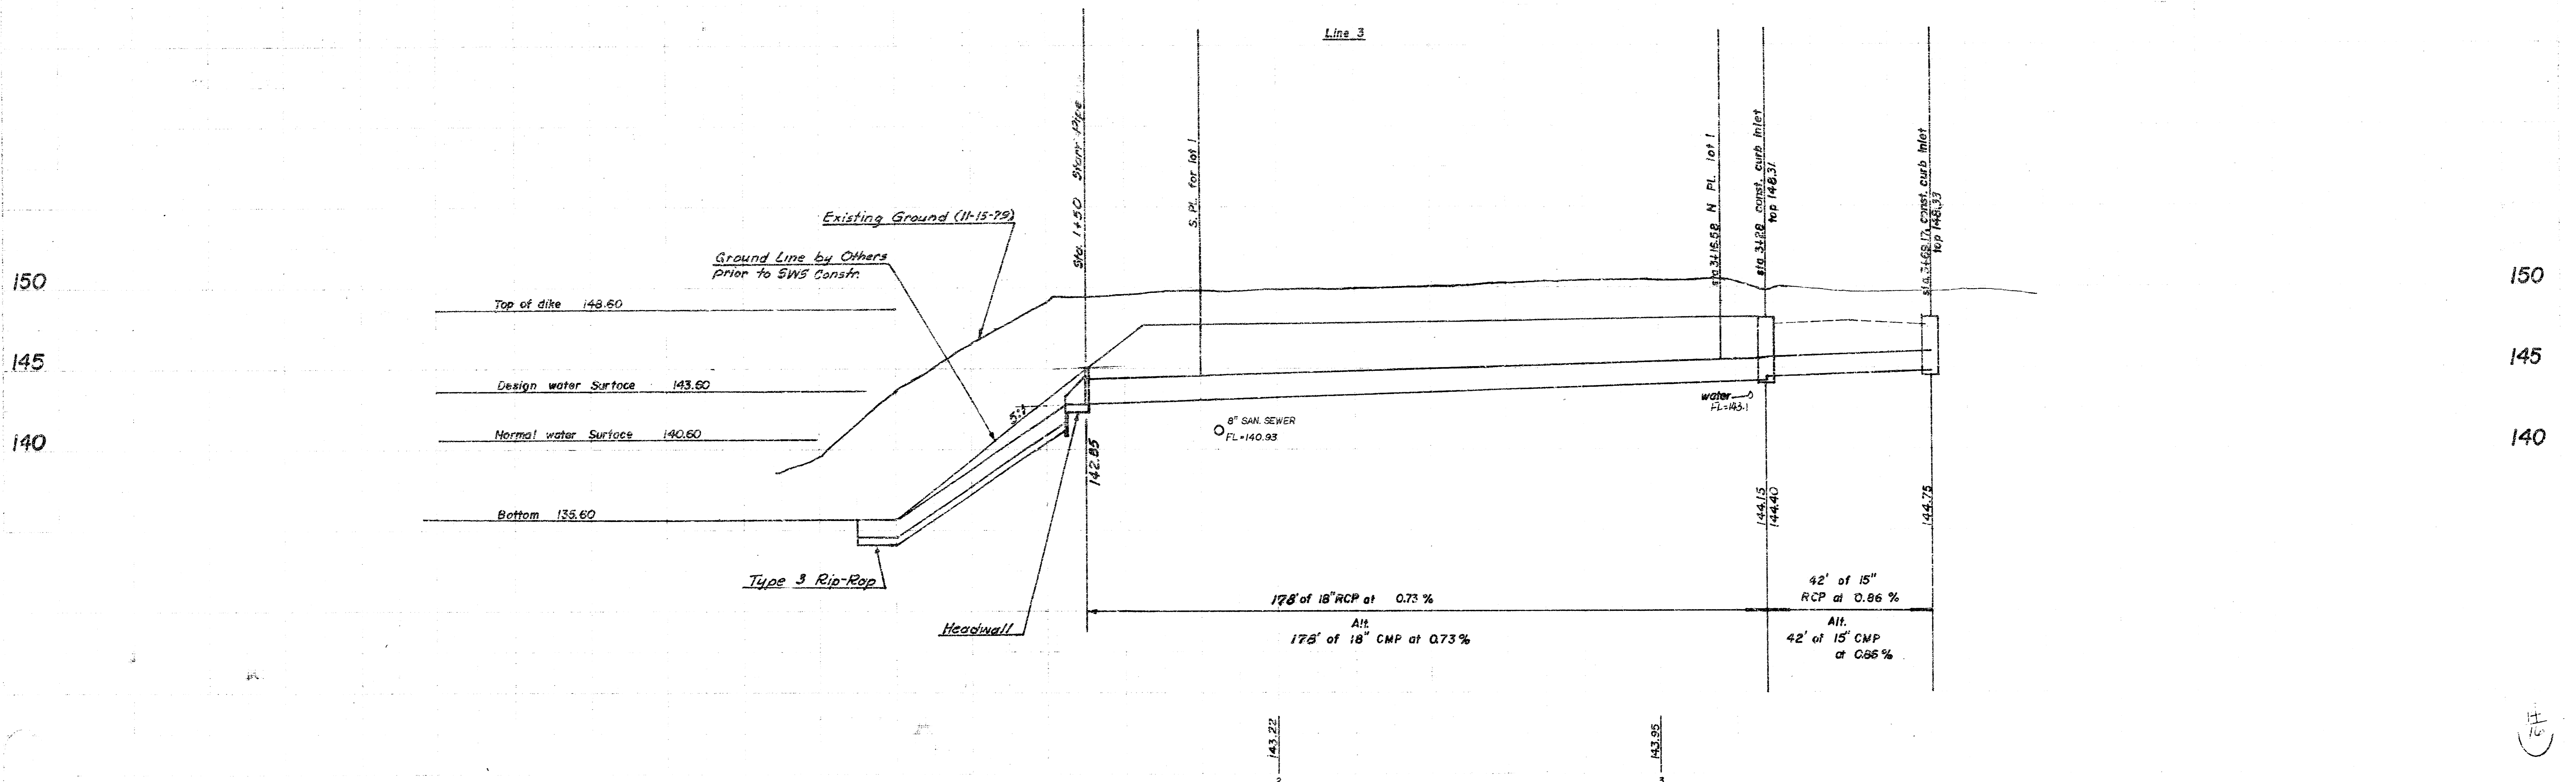 Line 3
Sta. 1+50 Start Pipe
S. PL. for lot 1
sta 3+16.58 N PL. lot 1
sta 3+28 const. curb inlet
top 148.31
const. curb inlet
top 148.33
Existing Ground (11-15-79)
Ground Line by Others
prior to SWS Constr.
150
150
Top of dike 148.60
145
145
Design water Surface 143.60
5:1
water
FL=143.1
8" SAN. SEWER
FL=140.93
140
140
Normal water Surface 140.60
142.85
144.15
144.40
144.75
Bottom 135.60
Type 3 Rip-Rap
Headwall
178' of 18" RCP at 0.73 %
Alt.
178' of 18" CMP at 0.73 %
42' of 15"
RCP at 0.86 %
Alt.
42' of 15" CMP
at 0.86 %
143.22
143.95
2
3